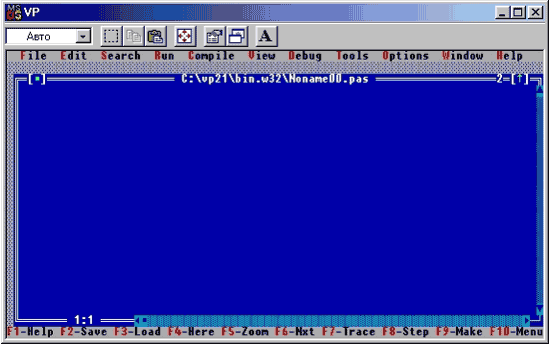 MS DOS VP
Авто A
File Edit Search Run Compile View Debug Tools Options Window Help
C:\vp21\bin.w32\Noname00.pas 2
1:1
F1-Help F2-Save F3-Load F4-Here F5-Zoom F6-Nxt F7-Trace F8-Step F9-Make F10-Menu